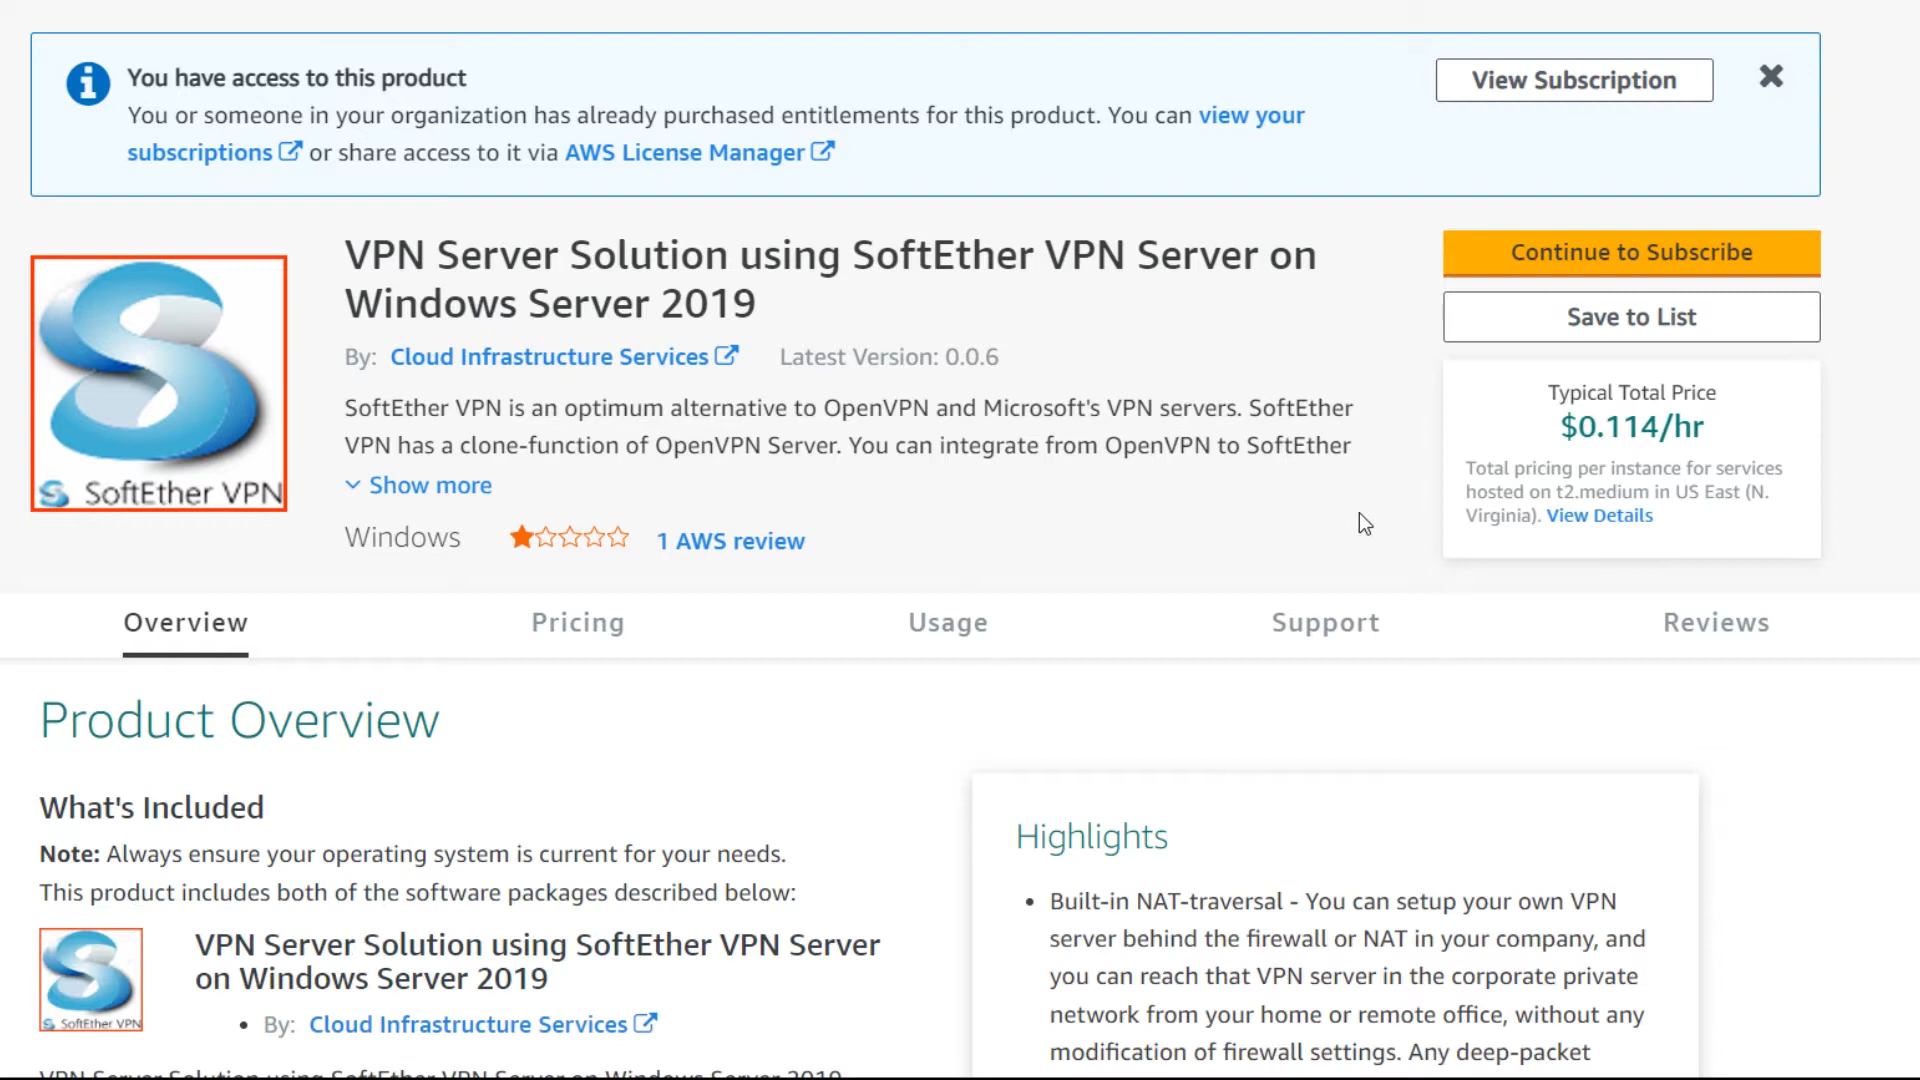 You have access to this product
You or someone in your organization has already purchased entitlements for this product. You can view your
subscriptions or share access to it via AWS License Manager
View Subscription
VPN Server Solution using SoftEther VPN Server on
Windows Server 2019
By: Cloud Infrastructure Services Latest Version: 0.0.6
SoftEther VPN is an optimum alternative to OpenVPN and Microsoft's VPN servers. SoftEther
VPN has a clone-function of OpenVPN Server. You can integrate from OpenVPN to SoftEther
Show more
Windows 1 AWS review
SoftEther VPN
Continue to Subscribe
Save to List
Typical Total Price
$0.114/hr
Total pricing per instance for services
hosted on t2.medium in US East (N.
Virginia). View Details
Overview Pricing Usage Support Reviews
Product Overview
What's Included
Note: Always ensure your operating system is current for your needs.
This product includes both of the software packages described below:
SoftEther VPN
VPN Server Solution using SoftEther VPN Server
on Windows Server 2019
• By: Cloud Infrastructure Services
VPN Server Solution using SoftEther VPN Server on Windows Server 2019
Highlights
• Built-in NAT-traversal - You can setup your own VPN
server behind the firewall or NAT in your company, and
you can reach that VPN server in the corporate private
network from your home or remote office, without any
modification of firewall settings. Any deep-packet